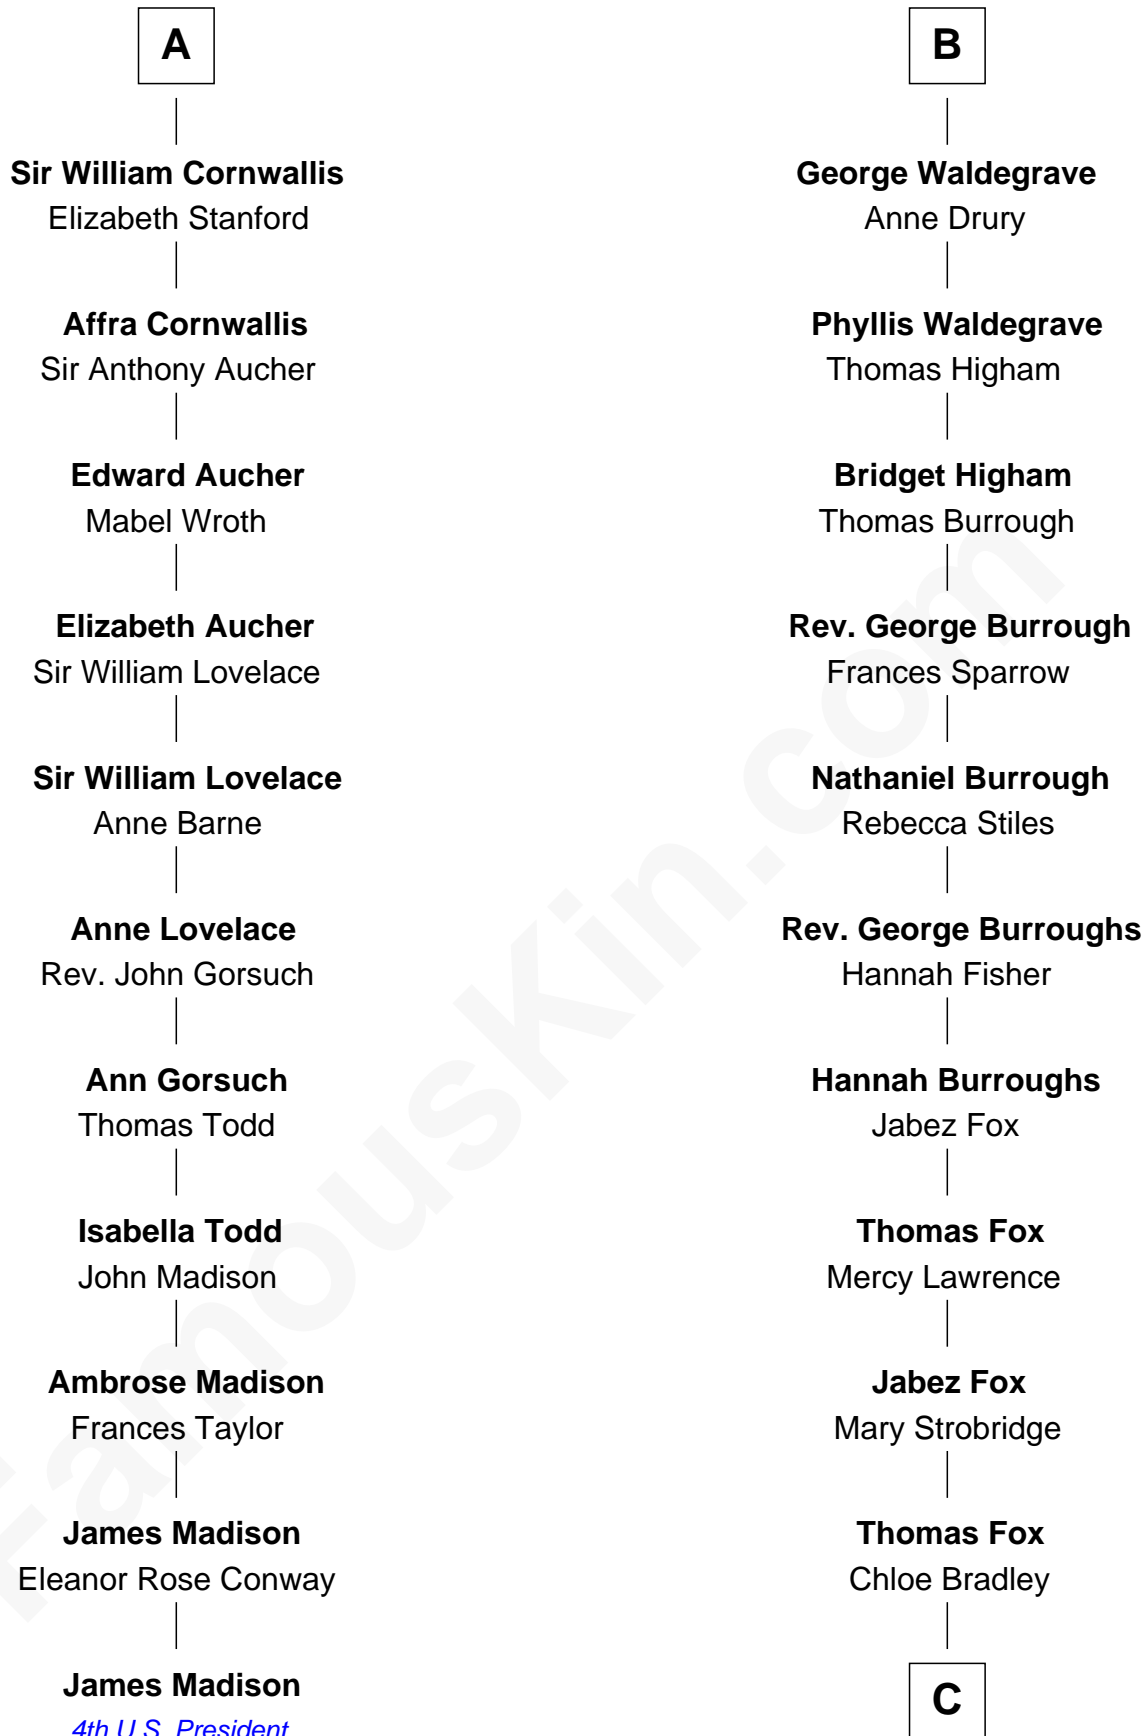 A
Sir William Cornwallis
Elizabeth Stanford
Affra Cornwallis
Sir Anthony Aucher
Edward Aucher
Mabel Wroth
Elizabeth Aucher
Sir William Lovelace
Sir William Lovelace
Anne Barne
Anne Lovelace
Rev. John Gorsuch
Ann Gorsuch
Thomas Todd
Isabella Todd
John Madison
Ambrose Madison
Frances Taylor
James Madison
Eleanor Rose Conway
James Madison
4th U.S. President
B
George Waldegrave
Anne Drury
Phyllis Waldegrave
Thomas Higham
Bridget Higham
Thomas Burrough
Rev. George Burrough
Frances Sparrow
Nathaniel Burrough
Rebecca Stiles
Rev. George Burroughs
Hannah Fisher
Hannah Burroughs
Jabez Fox
Thomas Fox
Mercy Lawrence
Jabez Fox
Mary Strobridge
Thomas Fox
Chloe Bradley
C
FamousKin.com